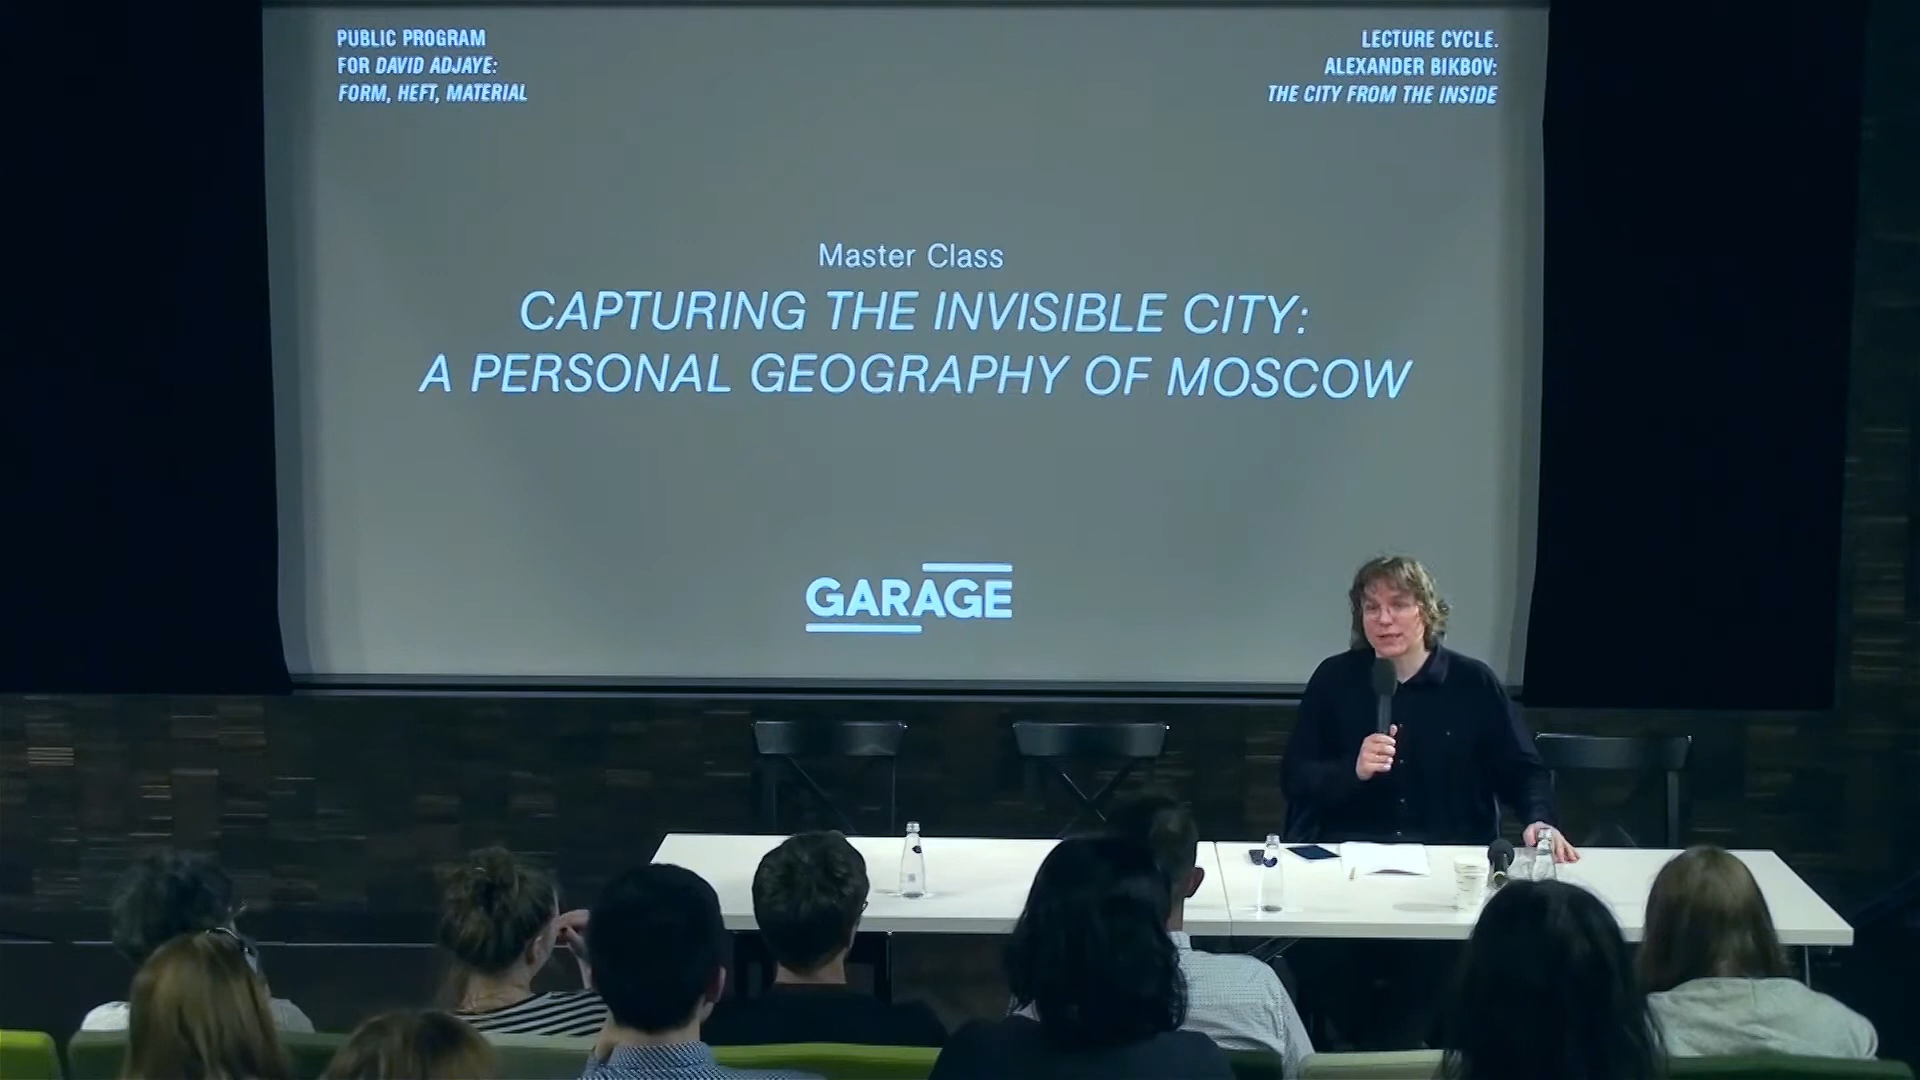 PUBLIC PROGRAM
FOR DAVID ADJAYE:
FORM, HEFT, MATERIAL
LECTURE CYCLE.
ALEXANDER BIKBOV:
THE CITY FROM THE INSIDE
Master Class
CAPTURING THE INVISIBLE CITY:
A PERSONAL GEOGRAPHY OF MOSCOW
GARAGE